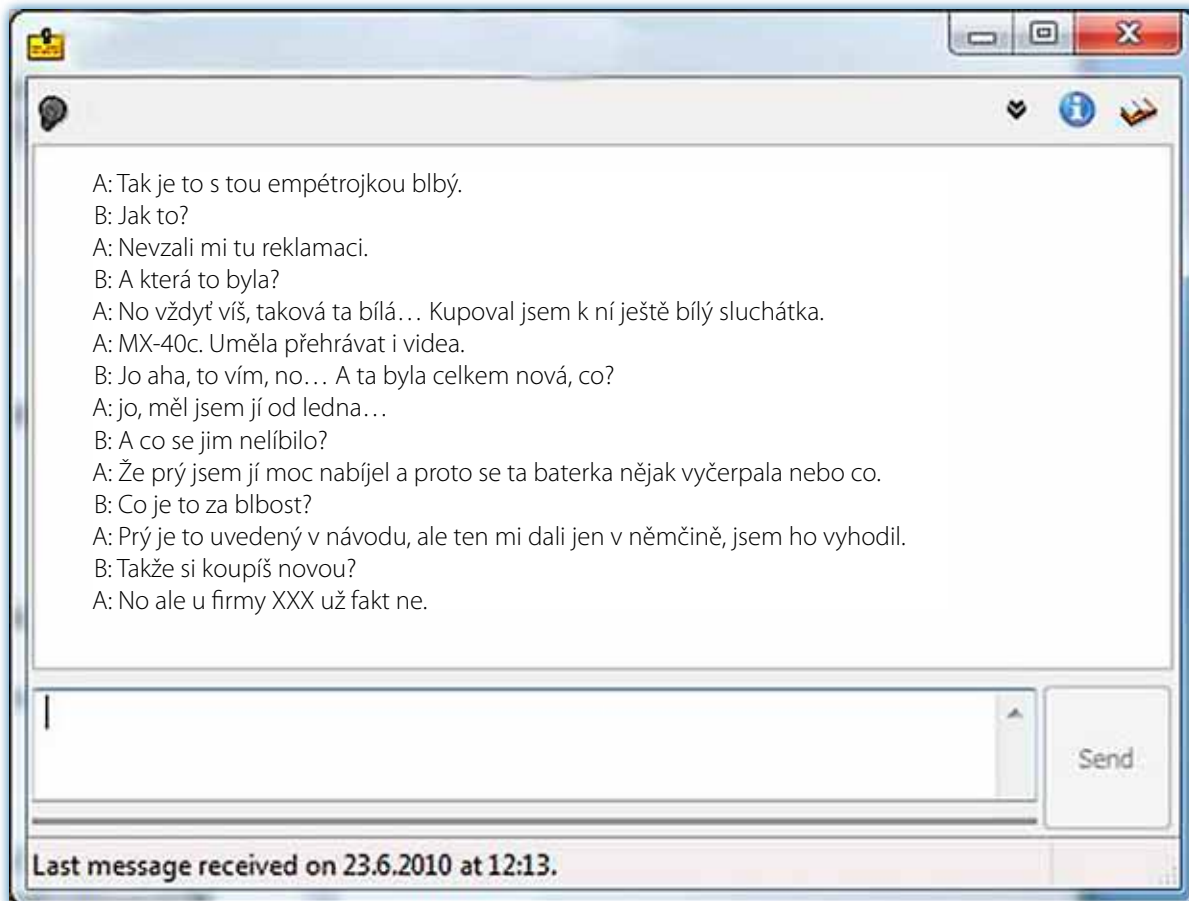 A: Tak je to s tou empétrojkou blbý.
B: Jak to?
A: Nevzali mi tu reklamaci.
B: A která to byla?
A: No vždyť víš, taková ta bílá… Kupoval jsem k ní ještě bílý sluchátka.
A: MX-40c. Uměla přehrávat i videa.
B: Jo aha, to vím, no… A ta byla celkem nová, co?
A: jo, měl jsem jí od ledna…
B: A co se jim nelíbilo?
A: Že prý jsem jí moc nabíjel a proto se ta baterka nějak vyčerpala nebo co.
B: Co je to za blbost?
A: Prý je to uvedený v návodu, ale ten mi dali jen v němčině, jsem ho vyhodil.
B: Takže si koupíš novou?
A: No ale u firmy XXX už fakt ne.
Send
Last message received on 23.6.2010 at 12:13.